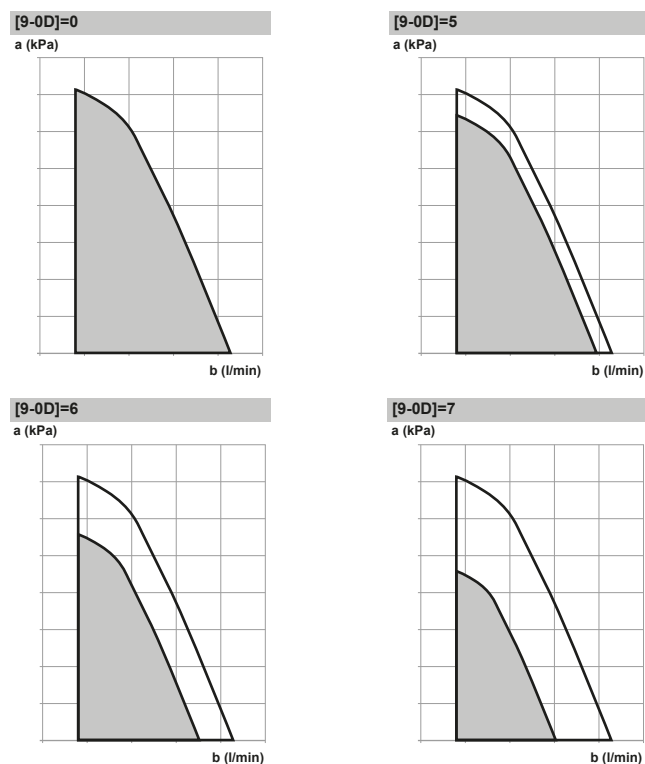 [9-0D]=0
a (kPa)
b (l/min)
[9-0D]=5
a (kPa)
b (l/min)
[9-0D]=6
a (kPa)
b (l/min)
[9-0D]=7
a (kPa)
b (l/min)